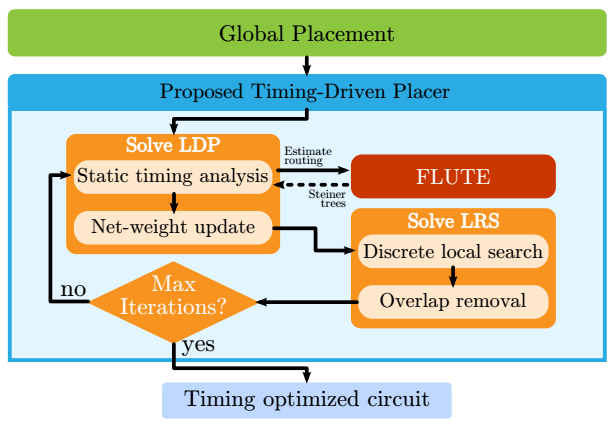 Global Placement
Proposed Timing-Driven Placer
Solve LDP
Static timing analysis
Net-weight update
Estimate
routing
Steiner
trees
FLUTE
Solve LRS
Discrete local search
Overlap removal
Max
Iterations?
no
yes
Timing optimized circuit